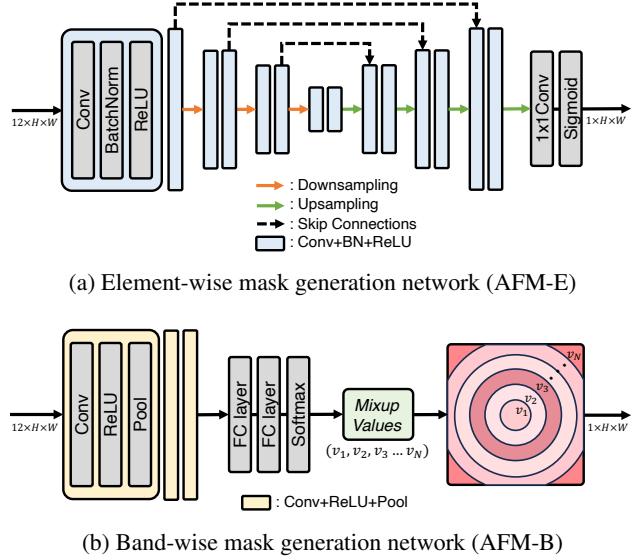 Conv
BatchNorm
ReLU
12×H×W
1x1Conv
Sigmoid
1×H×W
: Downsampling
: Upsampling
: Skip Connections
: Conv+BN+ReLU
(a) Element-wise mask generation network (AFM-E)
Conv
ReLU
Pool
12×H×W
FC layer
FC layer
Softmax
Mixup
Values
(v₁, v₂, v₃ … v_N)
v_N
v₃
v₂
v₁
1×H×W
: Conv+ReLU+Pool
(b) Band-wise mask generation network (AFM-B)